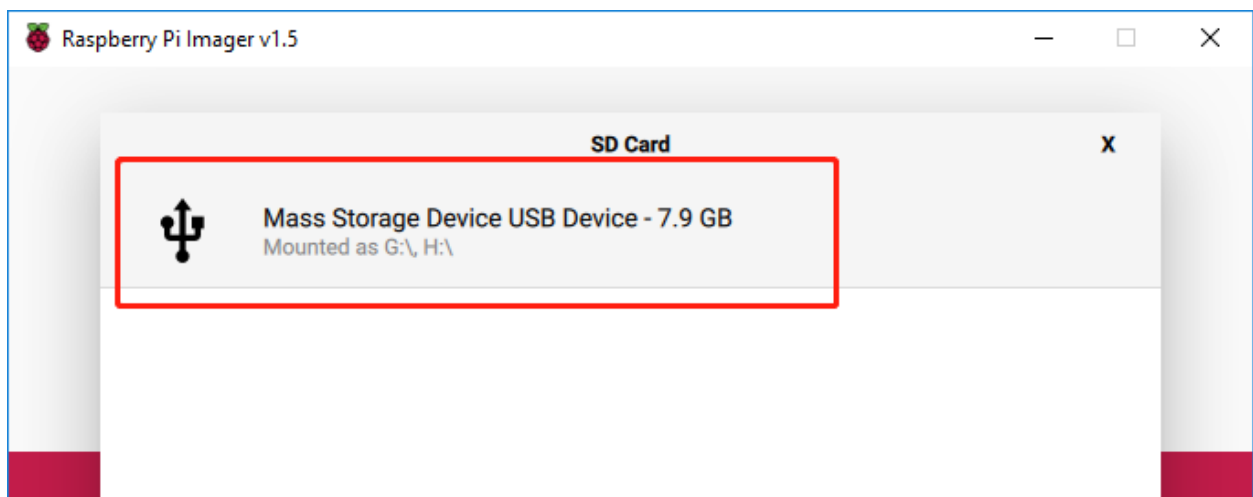 Raspberry Pi Imager v1.5
SD Card
X
Mass Storage Device USB Device - 7.9 GB
Mounted as G:\, H:\